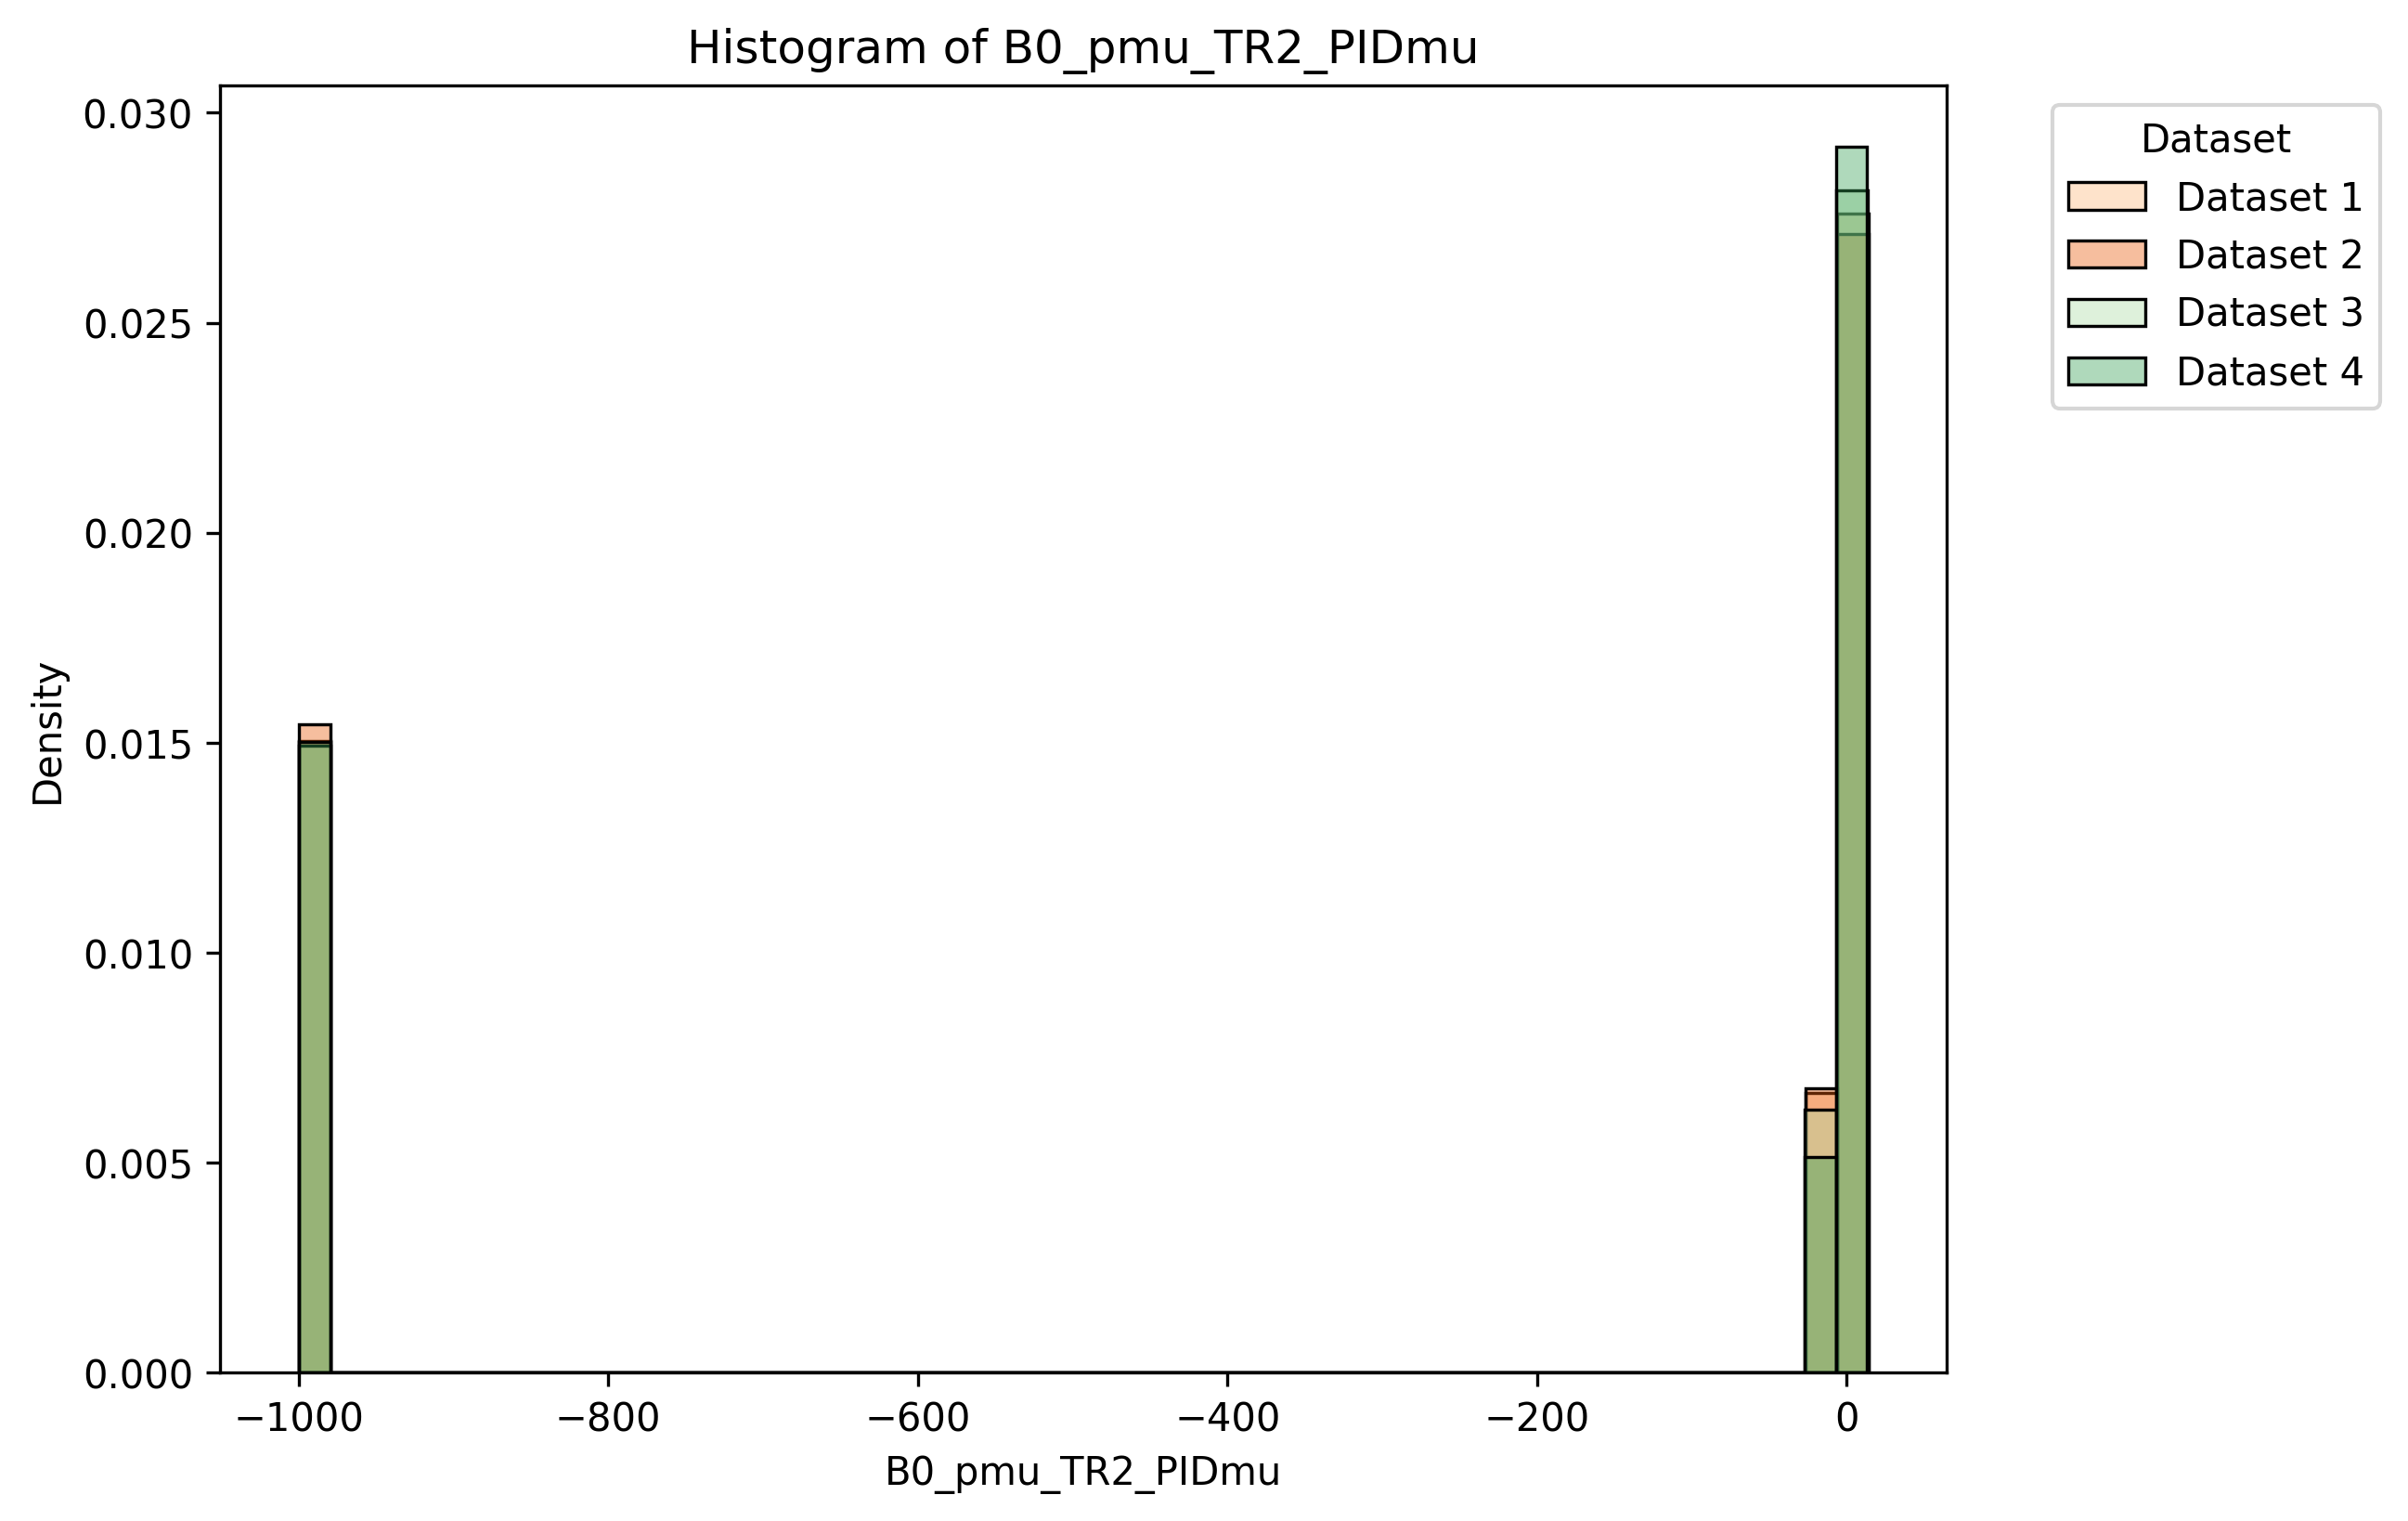 Histogram of B0_pmu_TR2_PIDmu
Density
0.030
0.025
0.020
0.015
0.010
0.005
0.000
−1000
−800
−600
−400
−200
0
B0_pmu_TR2_PIDmu
Dataset
Dataset 1
Dataset 2
Dataset 3
Dataset 4